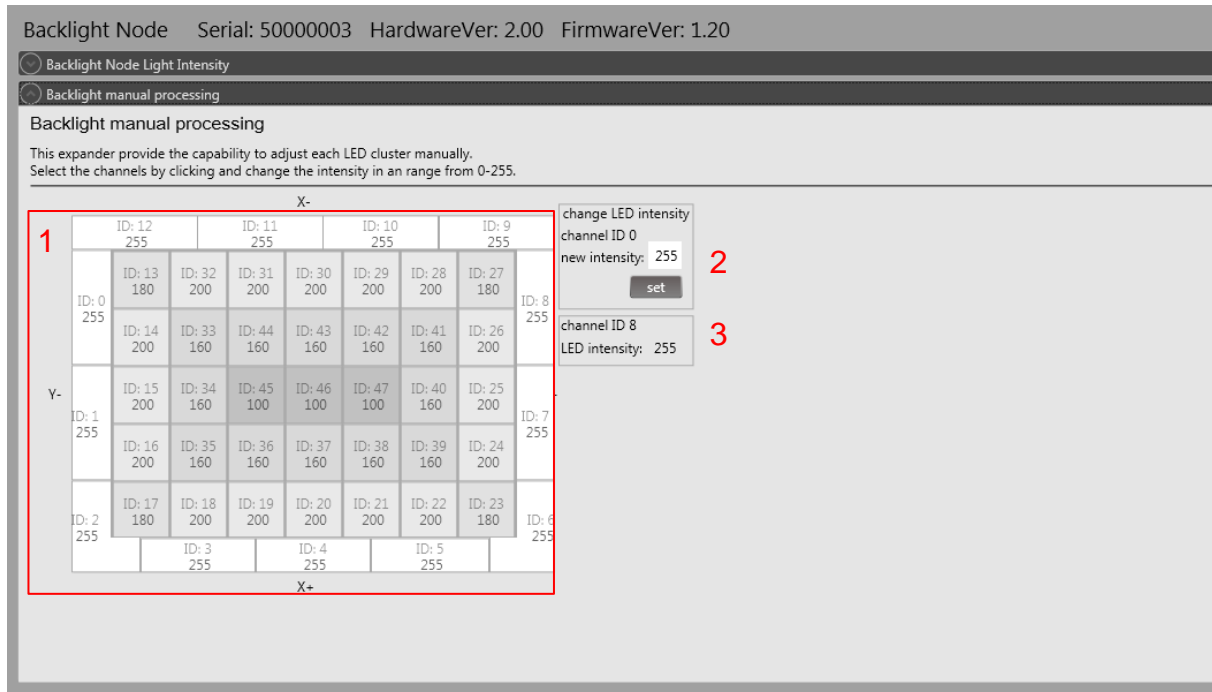 Backlight Node Serial: 50000003 HardwareVer: 2.00 FirmwareVer: 1.20
Backlight Node Light Intensity
Backlight manual processing
Backlight manual processing
This expander provide the capability to adjust each LED cluster manually.
Select the channels by clicking and change the intensity in an range from 0-255.
X-
1
ID: 12 ID: 11 ID: 10 ID: 9
255 255 255 255
ID: 13 ID: 32 ID: 31 ID: 30 ID: 29 ID: 28 ID: 27
180 200 200 200 200 200 180
ID: 0 ID: 8
255 255
ID: 14 ID: 33 ID: 44 ID: 43 ID: 42 ID: 41 ID: 26
200 160 160 160 160 160 200
Y-
ID: 15 ID: 34 ID: 45 ID: 46 ID: 47 ID: 40 ID: 25
200 160 100 100 100 160 200
ID: 1 ID: 7
255 255
ID: 16 ID: 35 ID: 36 ID: 37 ID: 38 ID: 39 ID: 24
200 160 160 160 160 160 200
ID: 17 ID: 18 ID: 19 ID: 20 ID: 21 ID: 22 ID: 23
180 200 200 200 200 200 180
ID: 2 ID: 6
255 255
ID: 3 ID: 4 ID: 5
255 255 255
X+
change LED intensity
channel ID 0
new intensity: 255
set
2
channel ID 8
LED intensity: 255
3